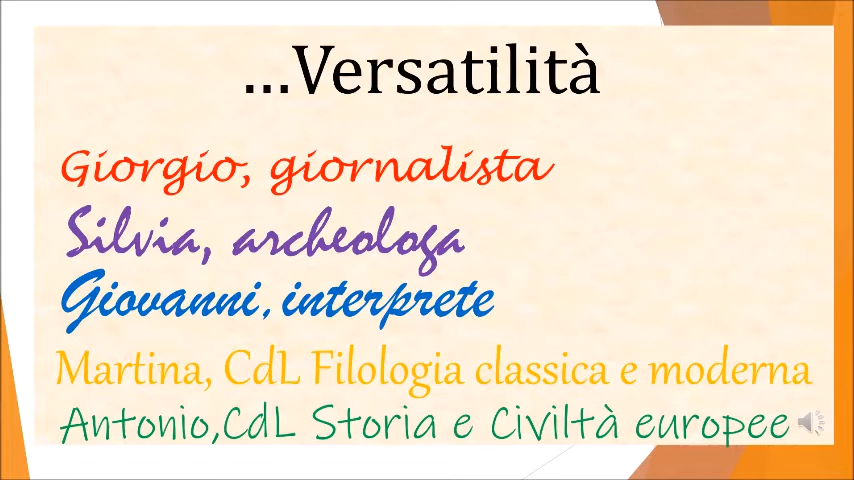 ...Versatilità
Giorgio, giornalista
Silvia, archeologa
Giovanni, interprete
Martina, CdL Filologia classica e moderna
Antonio,CdL Storia e Civiltà europee